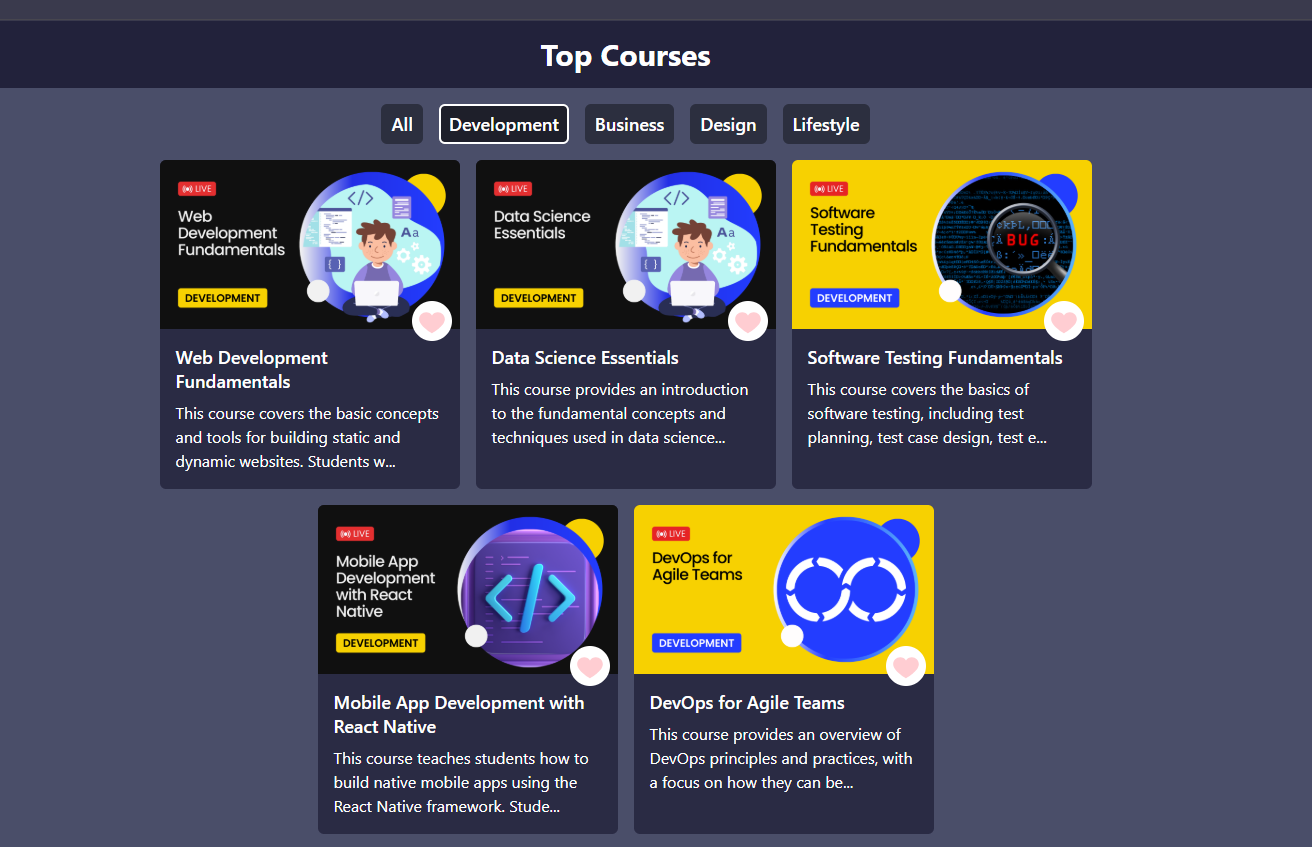 Top Courses
All Development Business Design Lifestyle
LIVE
Web
Development
Fundamentals
Aa
DEVELOPMENT
Web Development
Fundamentals
This course covers the basic concepts
and tools for building static and
dynamic websites. Students w...
LIVE
Data Science
Essentials
Aa
DEVELOPMENT
Data Science Essentials
This course provides an introduction
to the fundamental concepts and
techniques used in data science...
LIVE
Software
Testing
Fundamentals
BUG
DEVELOPMENT
Software Testing Fundamentals
This course covers the basics of
software testing, including test
planning, test case design, test e...
LIVE
Mobile App
Development
with React
Native
</>
DEVELOPMENT
Mobile App Development with
React Native
This course teaches students how to
build native mobile apps using the
React Native framework. Stude...
LIVE
DevOps for
Agile Teams
DEVELOPMENT
DevOps for Agile Teams
This course provides an overview of
DevOps principles and practices, with
a focus on how they can be...